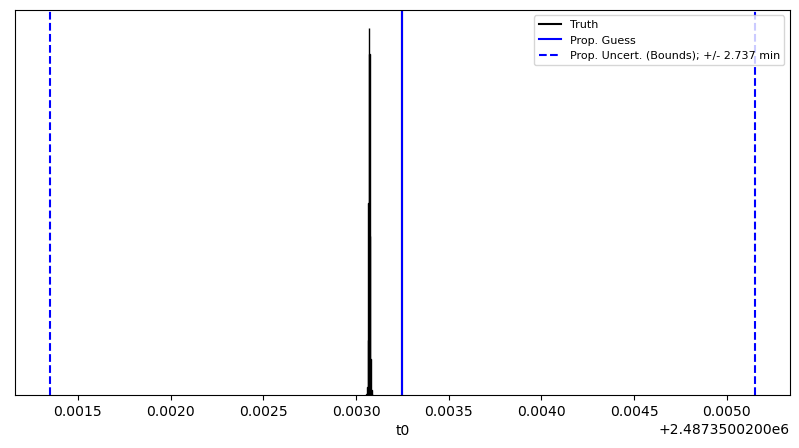 Truth
Prop. Guess
Prop. Uncert. (Bounds); +/- 2.737 min
0.0015 0.0020 0.0025 0.0030 0.0035 0.0040 0.0045 0.0050
t0
+2.4873500200e6